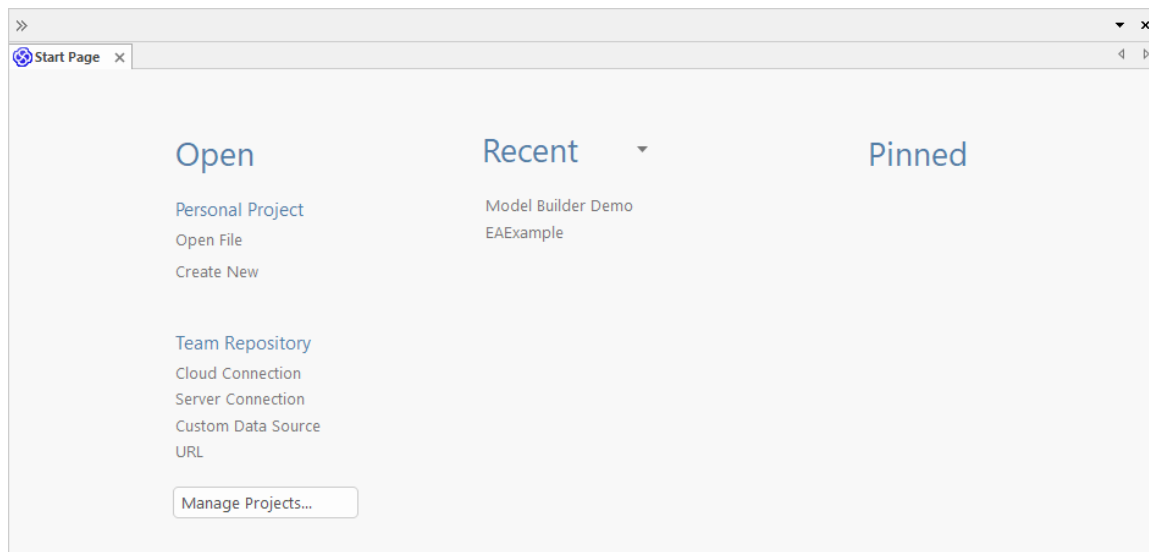 Start Page
Open
Personal Project
Open File
Create New
Team Repository
Cloud Connection
Server Connection
Custom Data Source
URL
Manage Projects...
Recent
Model Builder Demo
EAExample
Pinned